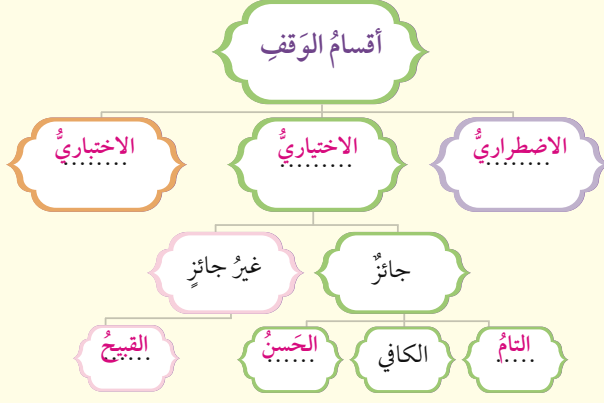 أقسامُ الوَقفِ
الاضطراريُّ
........
الاختياريُّ
.........
الاختباريُّ
........
جائزٌ
غيرُ جائزٍ
التامُ
.....
الكافي
الحَسنُ
......
القبيحُ
......